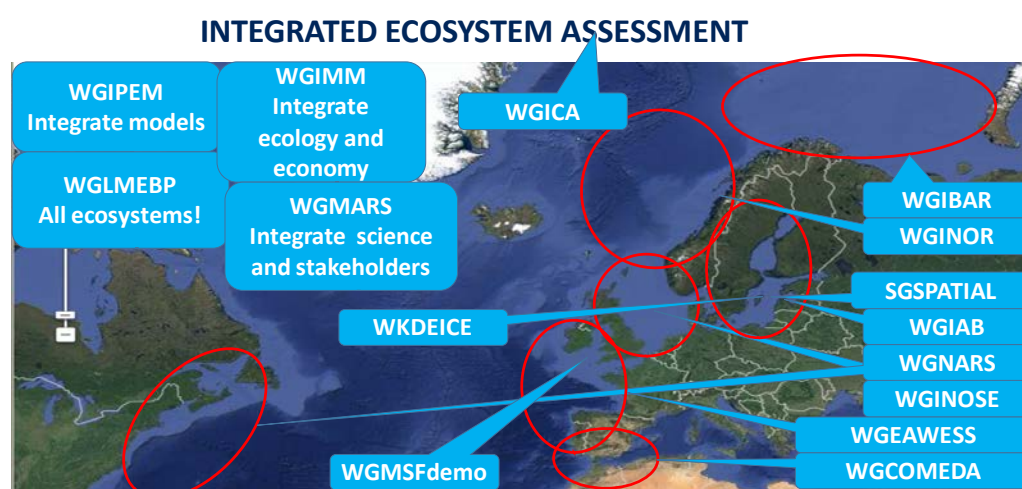 INTEGRATED ECOSYSTEM ASSESSMENT
WGIPEM
Integrate models
WGIMM
Integrate
ecology and
economy
WGICA
WGLMEBP
All ecosystems!
WGMARS
Integrate science
and stakeholders
WGIBAR
WGINOR
SGSPATIAL
WKDEICE
WGIAB
WGNARS
WGINOSE
WGEAWESS
WGMSFdemo
WGCOMEDA